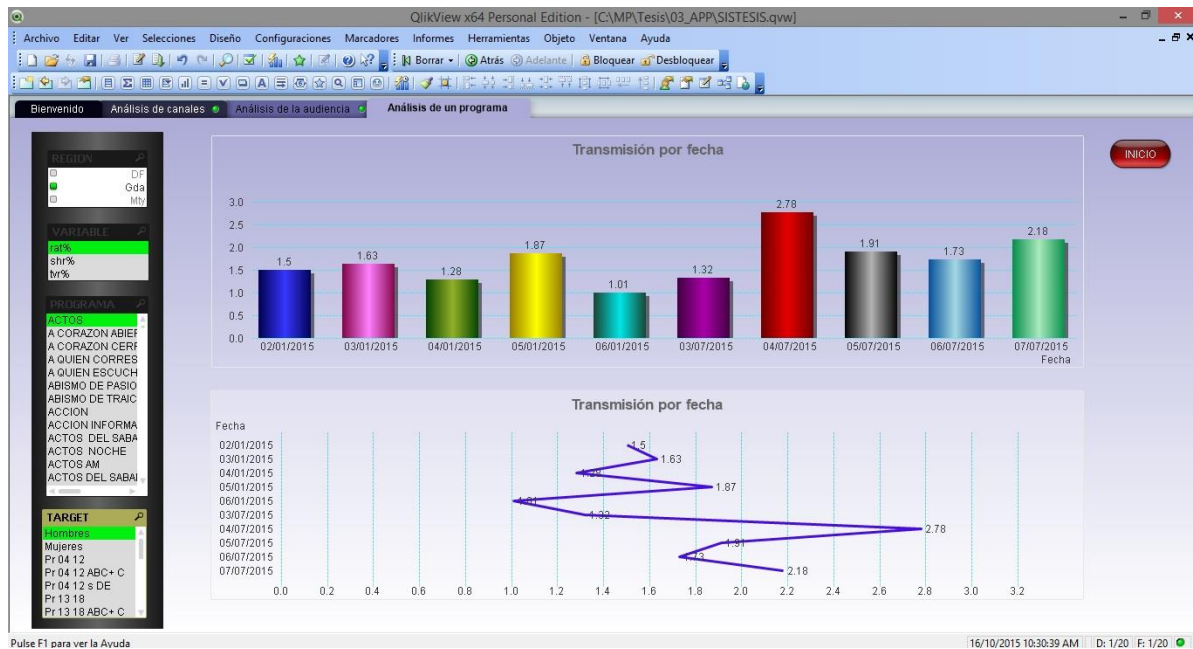 QlikView x64 Personal Edition - [C:\MP\Tesis\03_APP\SISTESIS.qvw]
Archivo Editar Ver Selecciones Diseño Configuraciones Marcadores Informes Herramientas Objeto Ventana Ayuda
Borrar Atrás Adelante Bloquear Desbloquear
Bienvenido Análisis de canales Análisis de la audiencia Análisis de un programa
INICIO
REGION
DF
Gda
Mty
VARIABLE
rat%
shr%
tvr%
PROGRAMA
ACTOS
A CORAZON ABIER
A CORAZON CERR
A QUIEN CORRES
A QUIEN ESCUCH
ABISMO DE PASIO
ABISMO DE TRAIC
ACCION
ACCION INFORMA
ACTOS DEL SABA
ACTOS NOCHE
ACTOS AM
ACTOS DEL SABAI
TARGET
Hombres
Mujeres
Pr 04 12
Pr 04 12 ABC+ C
Pr 04 12 s DE
Pr 13 18
Pr 13 18 ABC+ C
Transmisión por fecha
3.0
2.5
2.0
1.5
1.0
0.5
0.0
1.5 1.63 1.28 1.87 1.01 1.32 2.78 1.91 1.73 2.18
02/01/2015 03/01/2015 04/01/2015 05/01/2015 06/01/2015 03/07/2015 04/07/2015 05/07/2015 06/07/2015 07/07/2015
Fecha
Transmisión por fecha
Fecha
02/01/2015 1.5
03/01/2015 1.63
04/01/2015 1.28
05/01/2015 1.87
06/01/2015 1.01
03/07/2015 1.32
04/07/2015 2.78
05/07/2015 1.91
06/07/2015 1.73
07/07/2015 2.18
0.0 0.2 0.4 0.6 0.8 1.0 1.2 1.4 1.6 1.8 2.0 2.2 2.4 2.6 2.8 3.0 3.2
Pulse F1 para ver la Ayuda 16/10/2015 10:30:39 AM D: 1/20 F: 1/20